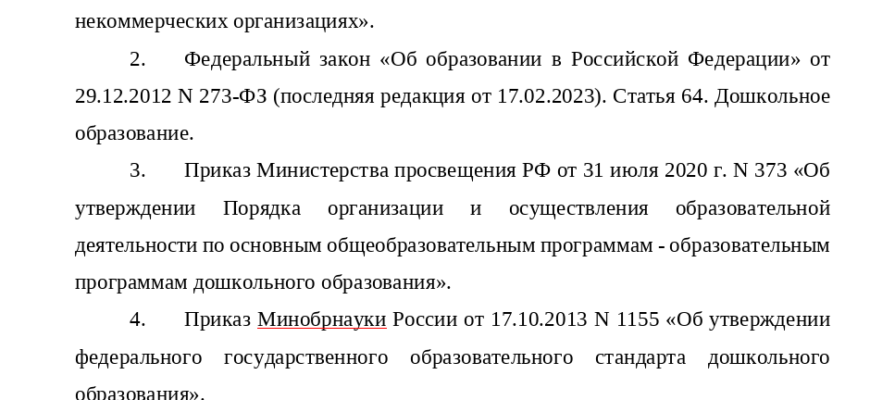 некоммерческих организациях».
2. Федеральный закон «Об образовании в Российской Федерации» от
29.12.2012 N 273-ФЗ (последняя редакция от 17.02.2023). Статья 64. Дошкольное
образование.
3. Приказ Министерства просвещения РФ от 31 июля 2020 г. N 373 «Об
утверждении Порядка организации и осуществления образовательной
деятельности по основным общеобразовательным программам - образовательным
программам дошкольного образования».
4. Приказ Минобрнауки России от 17.10.2013 N 1155 «Об утверждении
федерального государственного образовательного стандарта дошкольного
образования».